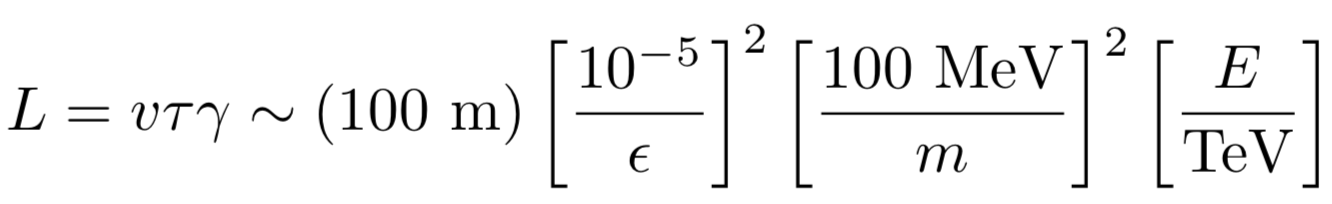 L = vτγ ∼ (100 m) [10⁻⁵/ϵ]² [100 MeV/m]² [E/TeV]